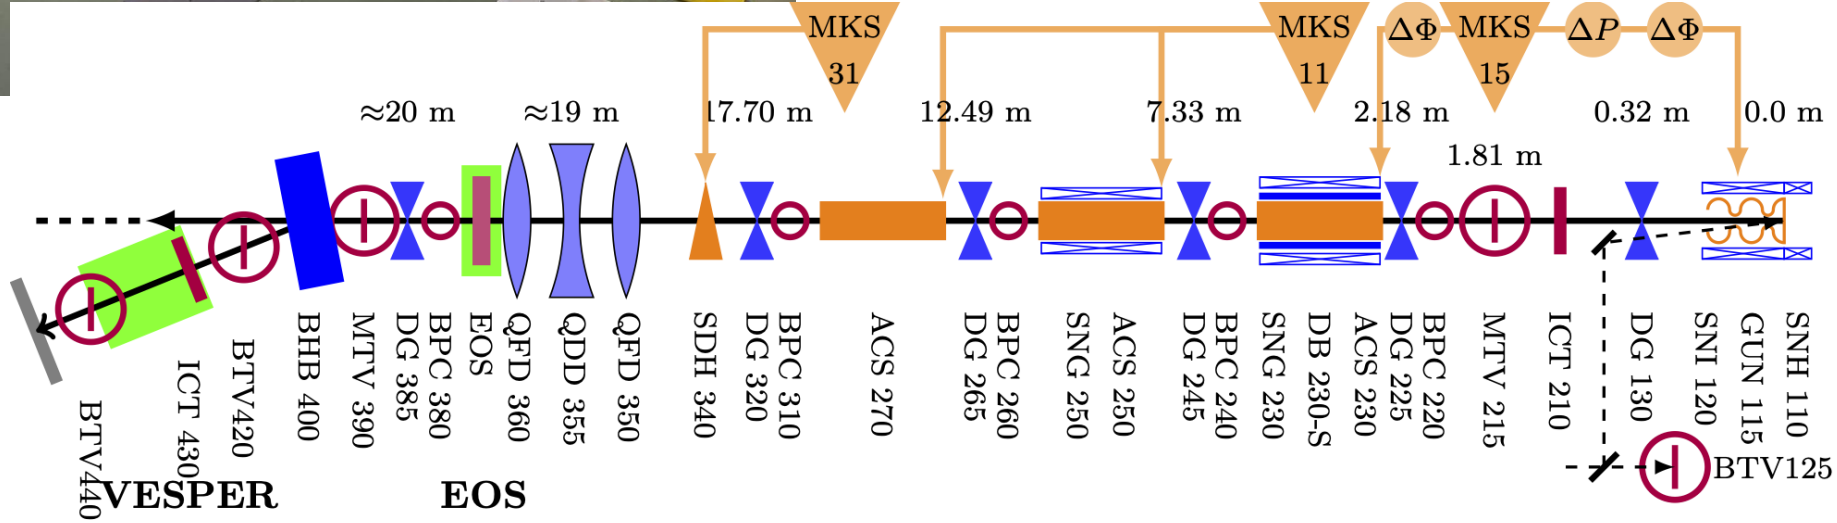 MKS
31
MKS
11
ΔΦ
MKS
15
ΔP
ΔΦ
≈20 m
≈19 m
17.70 m
12.49 m
7.33 m
2.18 m
0.32 m
0.0 m
1.81 m
BTV440
ICT 430
BTV420
BHB 400
MTV 390
DG 385
BPC 380
EOS
QFD 360
QDD 355
QFD 350
SDH 340
DG 320
BPC 310
ACS 270
DG 265
BPC 260
SNG 250
ACS 250
DG 245
BPC 240
SNG 230
DB 230-S
ACS 230
DG 225
BPC 220
MTV 215
ICT 210
DG 130
SNI 120
GUN 115
SNH 110
BTV125
VESPER
EOS